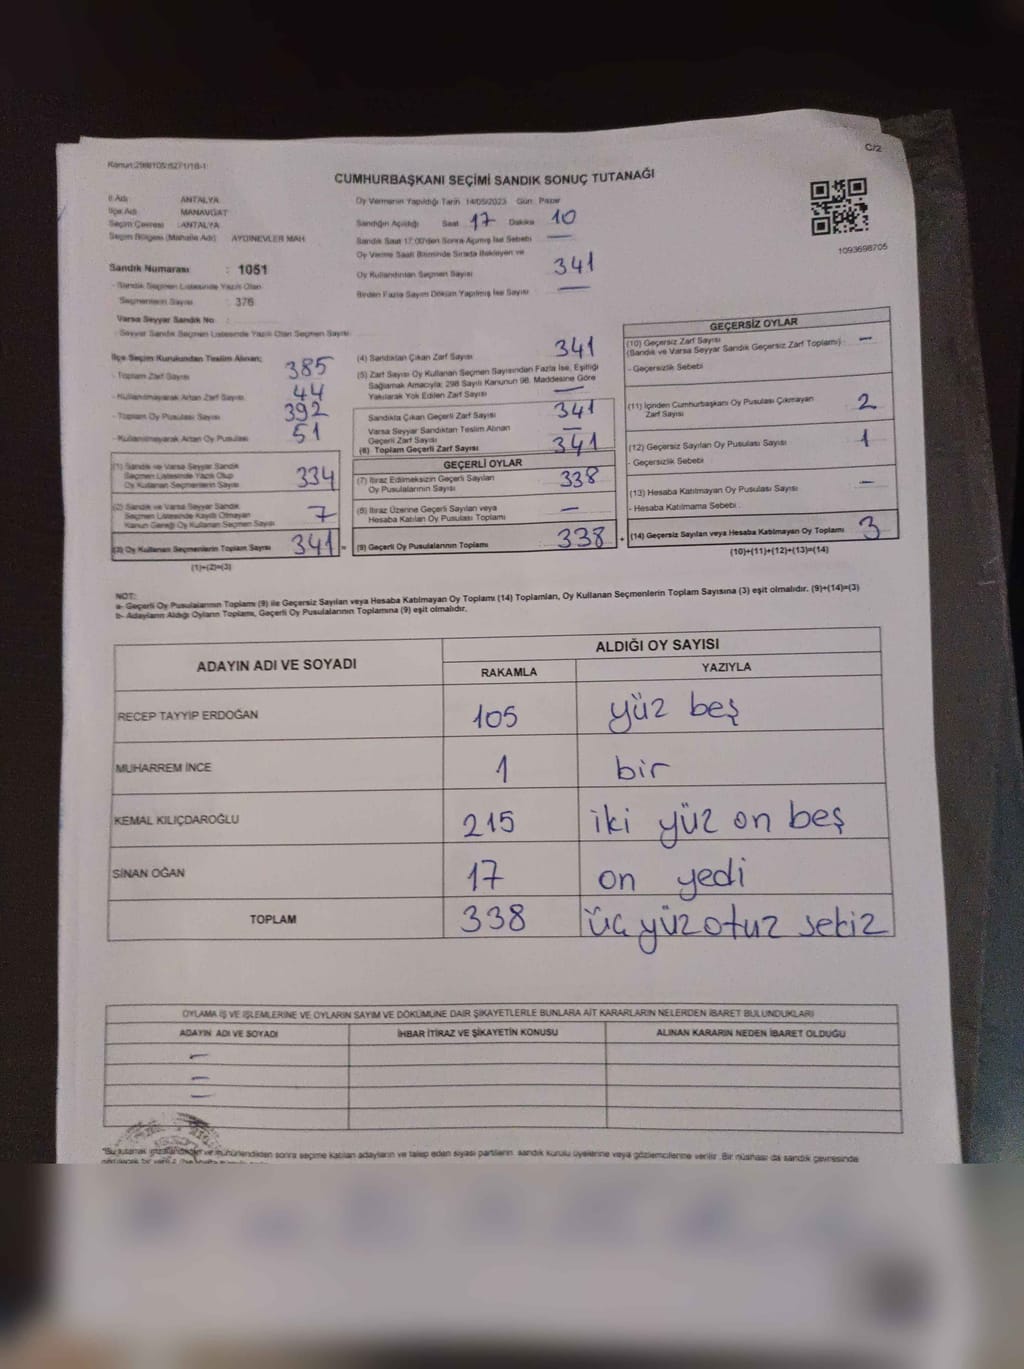 Kanun:298/105:6271/18-1
C/2
CUMHURBAŞKANI SEÇİMİ SANDIK SONUÇ TUTANAĞI
İl Adı ANTALYA
İlçe Adı MANAVGAT
Seçim Çevresi : ANTALYA
Seçim Bölgesi (Mahalle Adı) AYDINEVLER MAH.
Sandık Numarası : 1051
- Sandık Seçmen Listesinde Yazılı Olan
Seçmenlerin Sayısı : 376
Varsa Seyyar Sandık No :
- Seyyar Sandık Seçmen Listesinde Yazılı Olan Seçmen Sayısı
Oy Vermenin Yapıldığı Tarih 14/05/2023 Gün Pazar
Sandığın Açıldığı Saat 17 Dakika 10
Sandık Saat 17:00'den Sonra Açılmış İse Sebebi —
Oy Verme Saati Bitiminde Sırada Bekleyen ve
Oy Kullandırılan Seçmen Sayısı 341
Birden Fazla Sayım Döküm Yapılmış İse Sayısı —
1093698705
İlçe Seçim Kurulundan Teslim Alınan;
- Toplam Zarf Sayısı 385
- Kullanılmayarak Artan Zarf Sayısı 44
- Toplam Oy Pusulası Sayısı 392
- Kullanılmayarak Artan Oy Pusulası 51
(1) Sandık ve Varsa Seyyar Sandık
Seçmen Listesinde Yazılı Olup
Oy Kullanan Seçmenlerin Sayısı 334
(2) Sandık ve Varsa Seyyar Sandık
Seçmen Listesinde Kayıtlı Olmayan
Kanun Gereği Oy Kullanan Seçmen Sayısı 7
(3) Oy Kullanan Seçmenlerin Toplam Sayısı 341 =
(1)+(2)=(3)
(4) Sandıktan Çıkan Zarf Sayısı 341
(5) Zarf Sayısı Oy Kullanan Seçmen Sayısından Fazla İse, Eşitliği
Sağlamak Amacıyla; 298 Sayılı Kanunun 98. Maddesine Göre
Yakılarak Yok Edilen Zarf Sayısı —
Sandıkta Çıkan Geçerli Zarf Sayısı 341
Varsa Seyyar Sandıktan Teslim Alınan
Geçerli Zarf Sayısı —
(6) Toplam Geçerli Zarf Sayısı 341
GEÇERLİ OYLAR
(7) İtiraz Edilmeksizin Geçerli Sayılan
Oy Pusulalarının Sayısı 338
(8) İtiraz Üzerine Geçerli Sayılan veya
Hesaba Katılan Oy Pusulası Toplamı —
(9) Geçerli Oy Pusulalarının Toplamı 338 +
GEÇERSİZ OYLAR
(10) Geçersiz Zarf Sayısı
(Sandık ve Varsa Seyyar Sandık Geçersiz Zarf Toplamı) : —
- Geçersizlik Sebebi
(11) İçinden Cumhurbaşkanı Oy Pusulası Çıkmayan
Zarf Sayısı 2
(12) Geçersiz Sayılan Oy Pusulası Sayısı 1
- Geçersizlik Sebebi
(13) Hesaba Katılmayan Oy Pusulası Sayısı —
- Hesaba Katılmama Sebebi
(14) Geçersiz Sayılan veya Hesaba Katılmayan Oy Toplamı 3
(10)+(11)+(12)+(13)=(14)
NOT:
a- Geçerli Oy Pusulalarının Toplamı (9) ile Geçersiz Sayılan veya Hesaba Katılmayan Oy Toplamı (14) Toplamları, Oy Kullanan Seçmenlerin Toplam Sayısına (3) eşit olmalıdır. (9)+(14)=(3)
b- Adayların Aldığı Oyların Toplamı, Geçerli Oy Pusulalarının Toplamına (9) eşit olmalıdır.
ADAYIN ADI VE SOYADI
ALDIĞI OY SAYISI
RAKAMLA YAZIYLA
RECEP TAYYİP ERDOĞAN 105 yüz beş
MUHARREM İNCE 1 bir
KEMAL KILIÇDAROĞLU 215 iki yüz on beş
SİNAN OĞAN 17 on yedi
TOPLAM 338 üç yüz otuz sekiz
OYLAMA İŞ VE İŞLEMLERİNE VE OYLARIN SAYIM VE DÖKÜMÜNE DAİR ŞİKAYETLERLE BUNLARA AİT KARARLARIN NELERDEN İBARET BULUNDUKLARI
ADAYIN ADI VE SOYADI İHBAR İTİRAZ VE ŞİKAYETİN KONUSU ALINAN KARARIN NEDEN İBARET OLDUĞU
—
—
—
*Bu tutanak imzalandıktan ve mühürlendikten sonra seçime katılan adayların ve talep eden siyasi partilerin sandık kurulu üyelerine veya gözlemcilerine verilir. Bir nüshası da sandık çevresinde